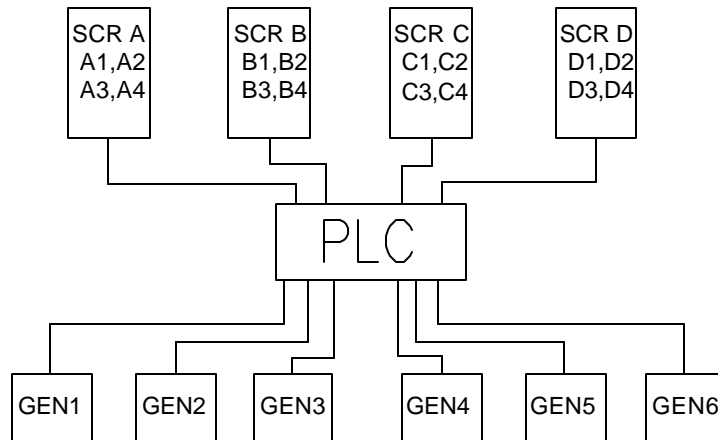 SCR A
A1,A2
A3,A4
SCR B
B1,B2
B3,B4
SCR C
C1,C2
C3,C4
SCR D
D1,D2
D3,D4
PLC
GEN1
GEN2
GEN3
GEN4
GEN5
GEN6